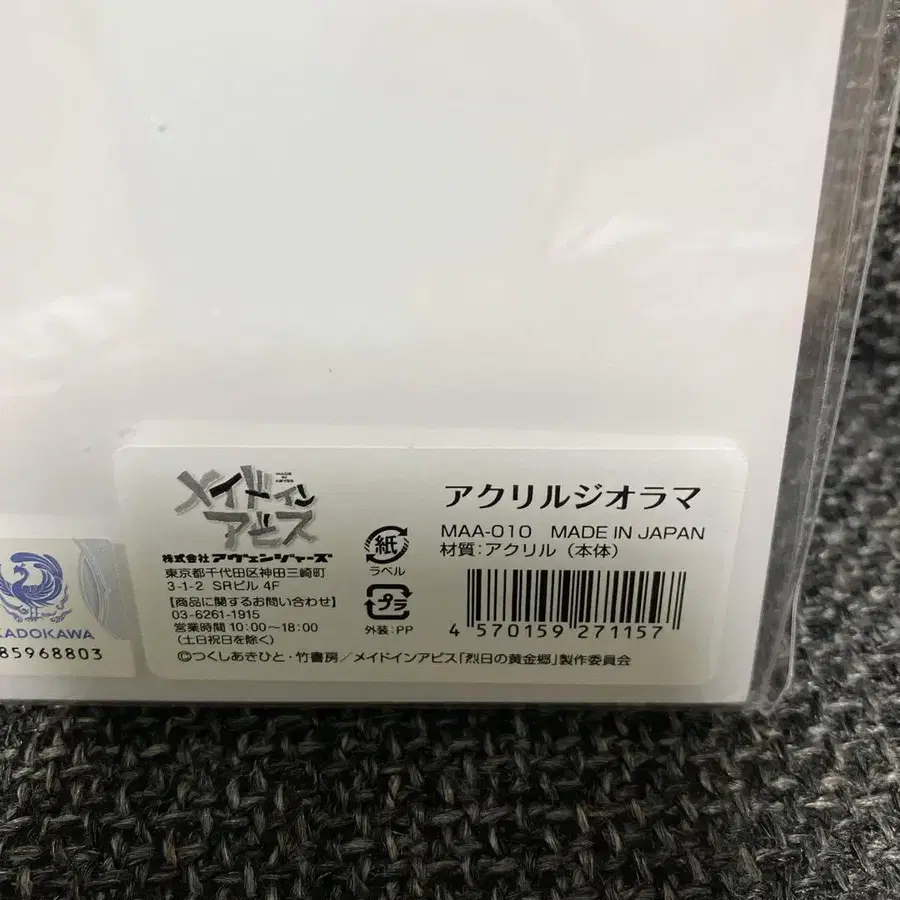 メイドイン
MADE IN ABYSS
アビス
株式会社アヴェンジャーズ
東京都千代田区神田三崎町
3-1-2 SRビル 4F
【商品に関するお問い合わせ】
03-6261-1915
営業時間 10:00〜18:00
(土日祝日を除く)
紙
ラベル
プラ
外装:PP
アクリルジオラマ
MAA-010 MADE IN JAPAN
材質:アクリル(本体)
4 570159 271157
©つくしあきひと・竹書房/メイドインアビス「烈日の黄金郷」製作委員会
KADOKAWA
85968803